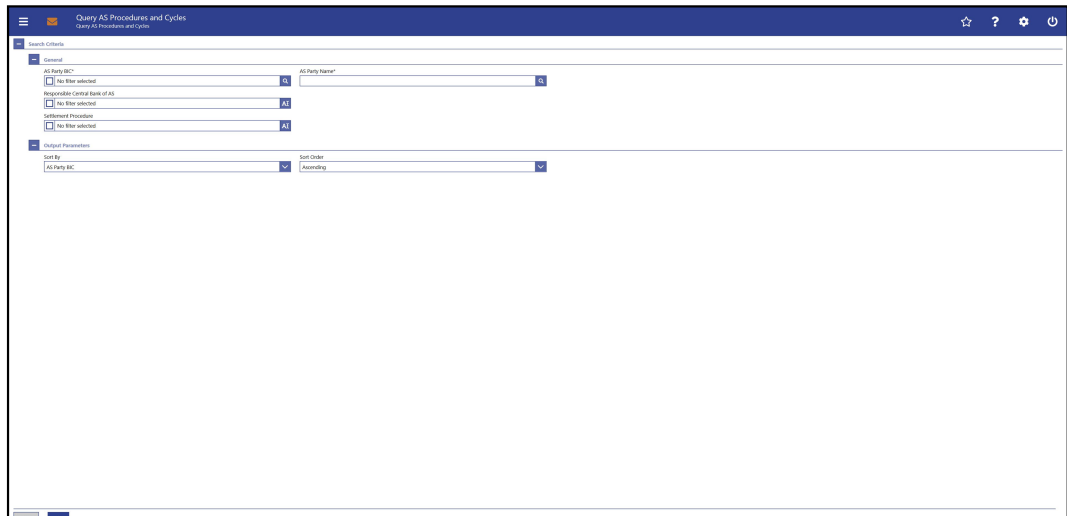 Query AS Procedures and Cycles
Query AS Procedures and Cycles
Search Criteria
General
AS Party BIC* AS Party Name*
No filter selected
Responsible Central Bank of AS
No filter selected AI
Settlement Procedure
No filter selected AI
Output Parameters
Sort By Sort Order
AS Party BIC Ascending